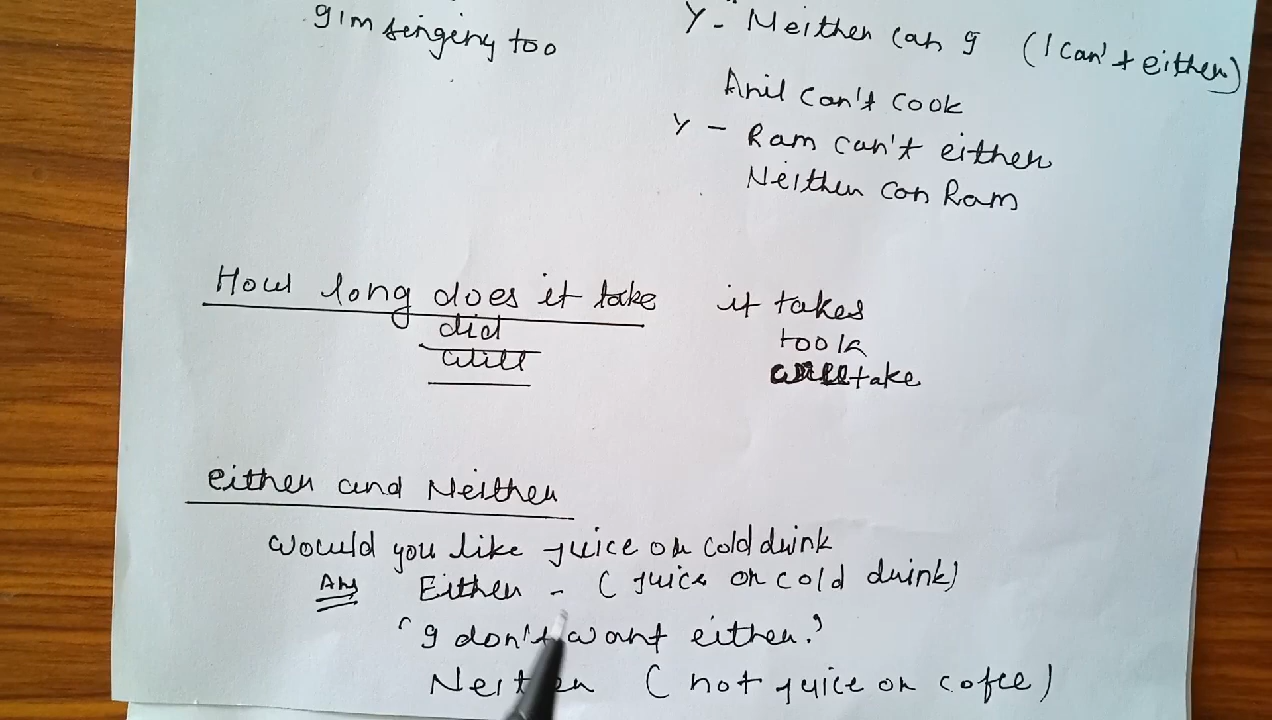 g'm singing too
Y - Neither can g (I can't either)
Anil can't cook
Y - Ram can't either
Neither can Ram
How long does it take it takes
did took
will will take
either and Neither
would you like juice or cold drink
Ans Either - (juice or cold drink)
"g don't want either."
Neither (not juice or cofee)